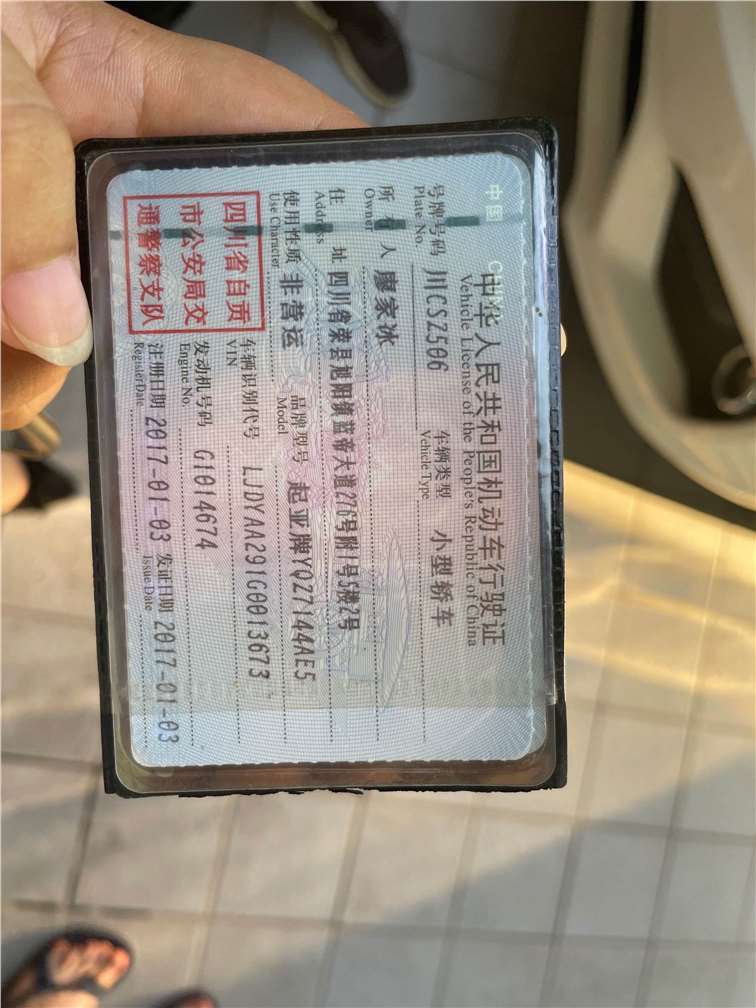 中华人民共和国机动车行驶证
Vehicle License of the People's Republic of China
号牌号码 川CSZ506 车辆类型 小型轿车
Plate No. Vehicle Type
所有人 廖家冰
Owner
住址 四川省荣县旭阳镇蓝帝大道276号附1号5楼2号
Address
使用性质 非营运 品牌型号 起亚牌YQZ7144AE5
Use Character Model
四川省自贡
市公安局交
通警察支队
车辆识别代号 LJDYAA291G0013673
VIN
发动机号码 G1014674
Engine No.
注册日期 2017-01-03 发证日期 2017-01-03
Register Date Issue Date